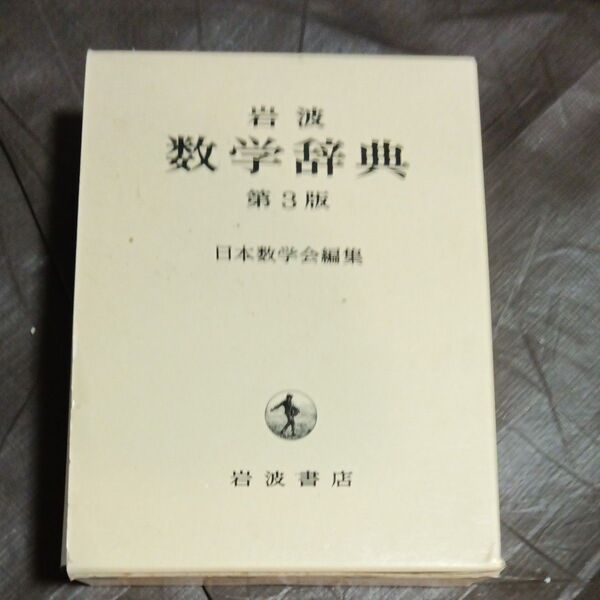 岩波
数学辞典
第3版
日本数学会編集
岩波書店